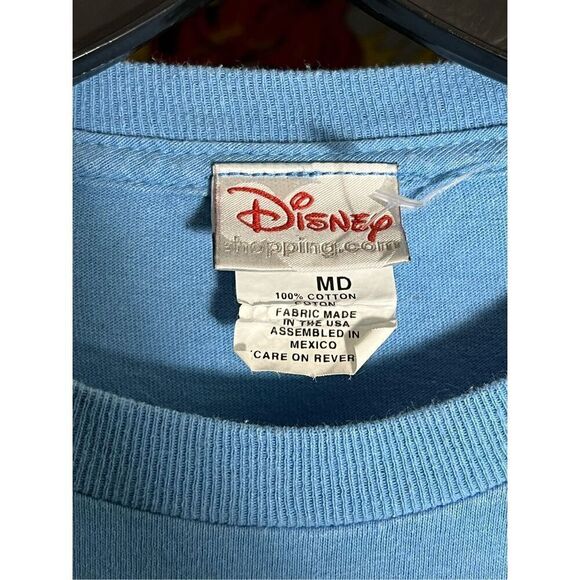 Disney
shopping.com
MD
100% COTTON
COTON
FABRIC MADE
IN THE USA
ASSEMBLED IN
MEXICO
CARE ON REVER